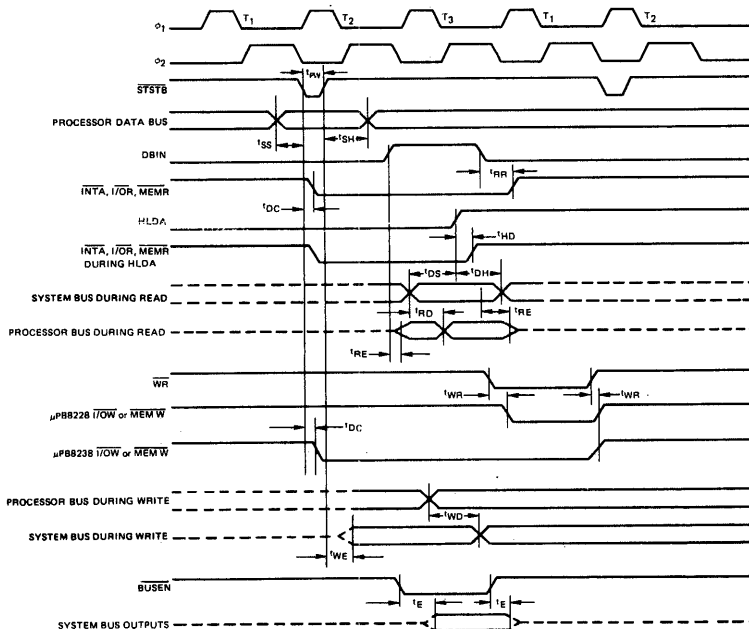 φ1 T1 T2 T3 T1 T2
φ2
tPW
STSTB
PROCESSOR DATA BUS
tSS tSH
DBIN
tRR
INTA, I/OR, MEMR
tDC
HLDA
tHD
INTA, I/OR, MEMR
DURING HLDA
tDS tDH
SYSTEM BUS DURING READ
tRD tRE
PROCESSOR BUS DURING READ
tRE
WR
tWR tWR
µPB8228 I/OW or MEM W
tDC
µPB8238 I/OW or MEM W
PROCESSOR BUS DURING WRITE
tWD
SYSTEM BUS DURING WRITE
tWE
BUSEN
tE tE
SYSTEM BUS OUTPUTS